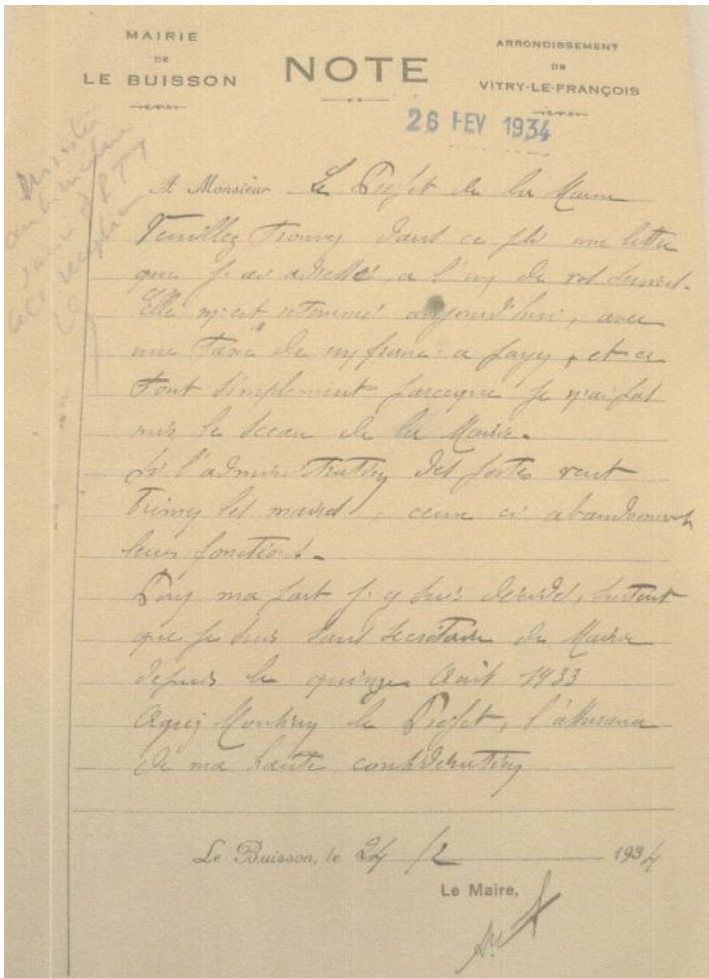 MAIRIE
DE
LE BUISSON
NOTE
ARRONDISSEMENT
DE
VITRY-LE-FRANÇOIS
26 FEV 1934
A Monsieur Le Préfet de la Marne
Veuillez trouver dans ce pli une lettre
que j'ai adressé, a l'un de vos services.
Elle m'est retournée aujourd'hui, avec
une taxe de un franc a payer, et ce
tout simplement parceque je n'ai pas
mis le sceau de la Mairie.
Si l'administration des postes veut
brimer les maires, ceux ci abandonneront
leurs fonctions.
Pour ma part j'y suis décidé, surtout
que je suis sans secrétaire de Mairie
depuis le quinze Août 1933
Agréez Monsieur le Préfet, l'assurance
de ma haute considération
Le Buisson, le 24/2 1934
Le Maire,